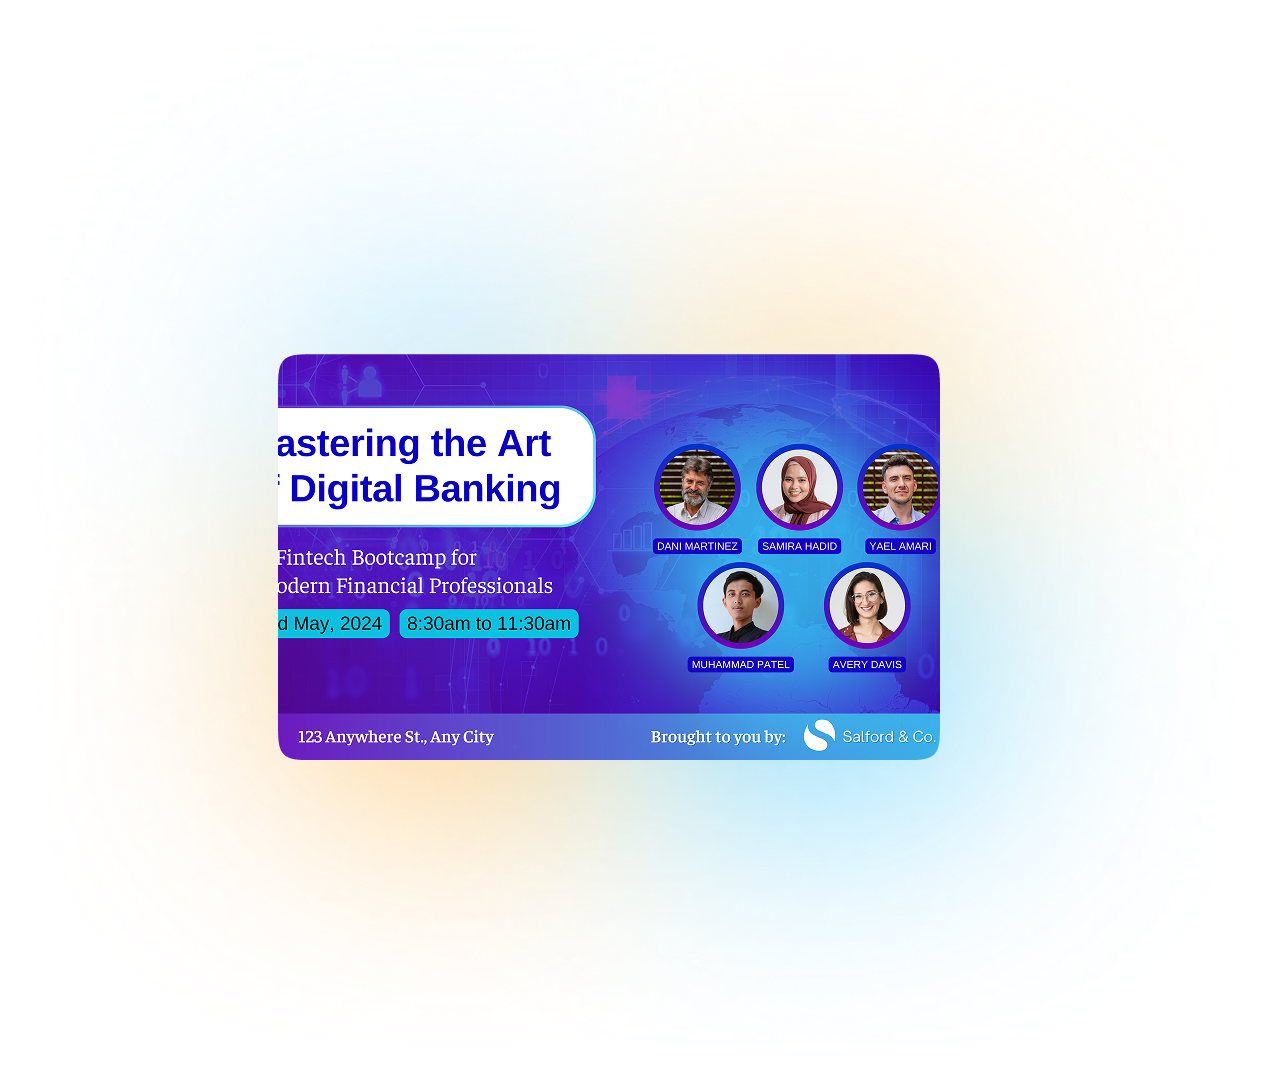 astering the Art
f Digital Banking
Fintech Bootcamp for
odern Financial Professionals
d May, 2024
8:30am to 11:30am
DANI MARTINEZ
SAMIRA HADID
YAEL AMARI
MUHAMMAD PATEL
AVERY DAVIS
123 Anywhere St., Any City
Brought to you by:
Salford & Co.